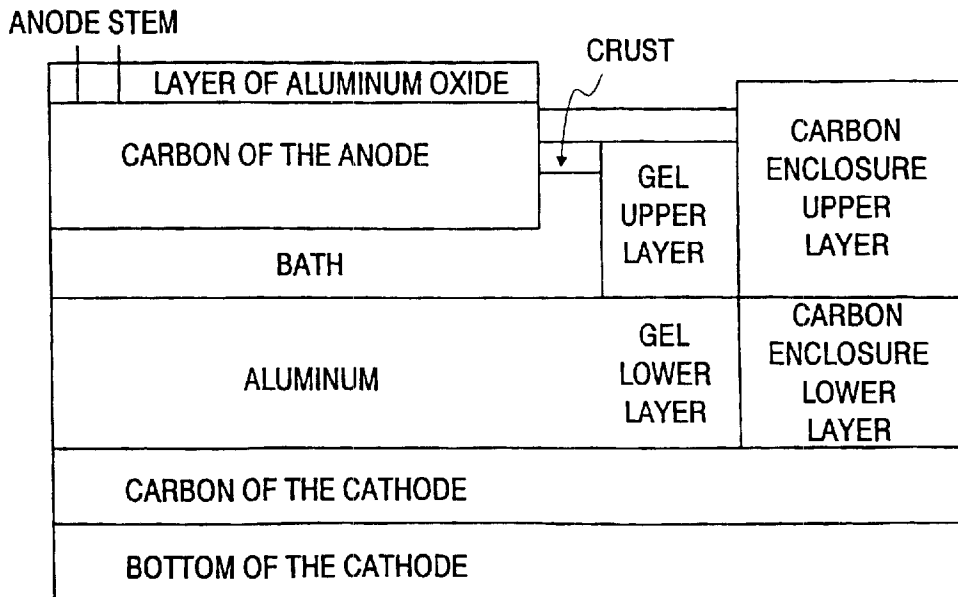 ANODE STEM
CRUST
LAYER OF ALUMINUM OXIDE
CARBON OF THE ANODE
CARBON
ENCLOSURE
UPPER
LAYER
GEL
UPPER
LAYER
BATH
ALUMINUM
GEL
LOWER
LAYER
CARBON
ENCLOSURE
LOWER
LAYER
CARBON OF THE CATHODE
BOTTOM OF THE CATHODE